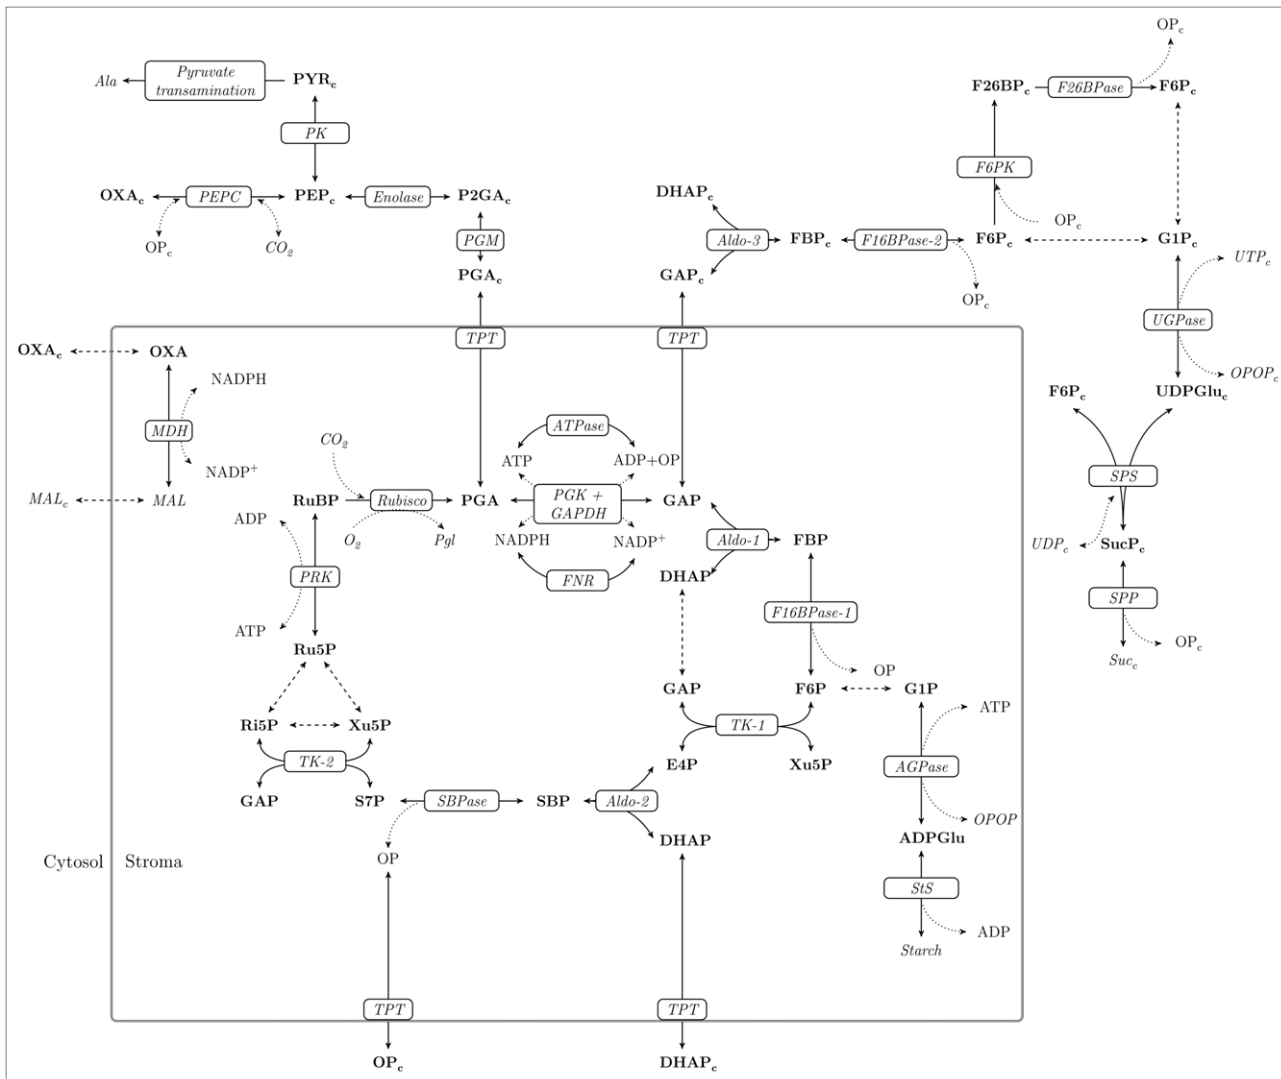 OP_c
Ala
Pyruvate
transamination
PYR_c
F26BP_c
F26BPase
F6P_c
PK
F6PK
OXA_c
PEPC
PEP_c
Enolase
P2GA_c
DHAP_c
OP_c
OP_c
CO_2
PGM
Aldo-3
FBP_c
F16BPase-2
F6P_c
G1P_c
UTP_c
PGA_c
GAP_c
OP_c
TPT
TPT
UGPase
OXA_c
OXA
NADPH
OPOP_c
F6P_c
UDPGlu_c
MDH
CO_2
ATPase
NADP^+
ATP
ADP+OP
SPS
MAL_c
MAL
RuBP
Rubisco
PGA
PGK +
GAPDH
GAP
ADP
O_2
Pgl
NADPH
NADP^+
Aldo-1
FBP
UDP_c
SucP_c
PRK
FNR
DHAP
SPP
F16BPase-1
ATP
Ru5P
OP_c
Suc_c
OP
GAP
F6P
G1P
ATP
Ri5P
Xu5P
TK-1
TK-2
E4P
Xu5P
AGPase
GAP
S7P
SBPase
SBP
Aldo-2
OPOP
DHAP
ADPGlu
Cytosol
Stroma
OP
StS
ADP
Starch
TPT
TPT
OP_c
DHAP_c